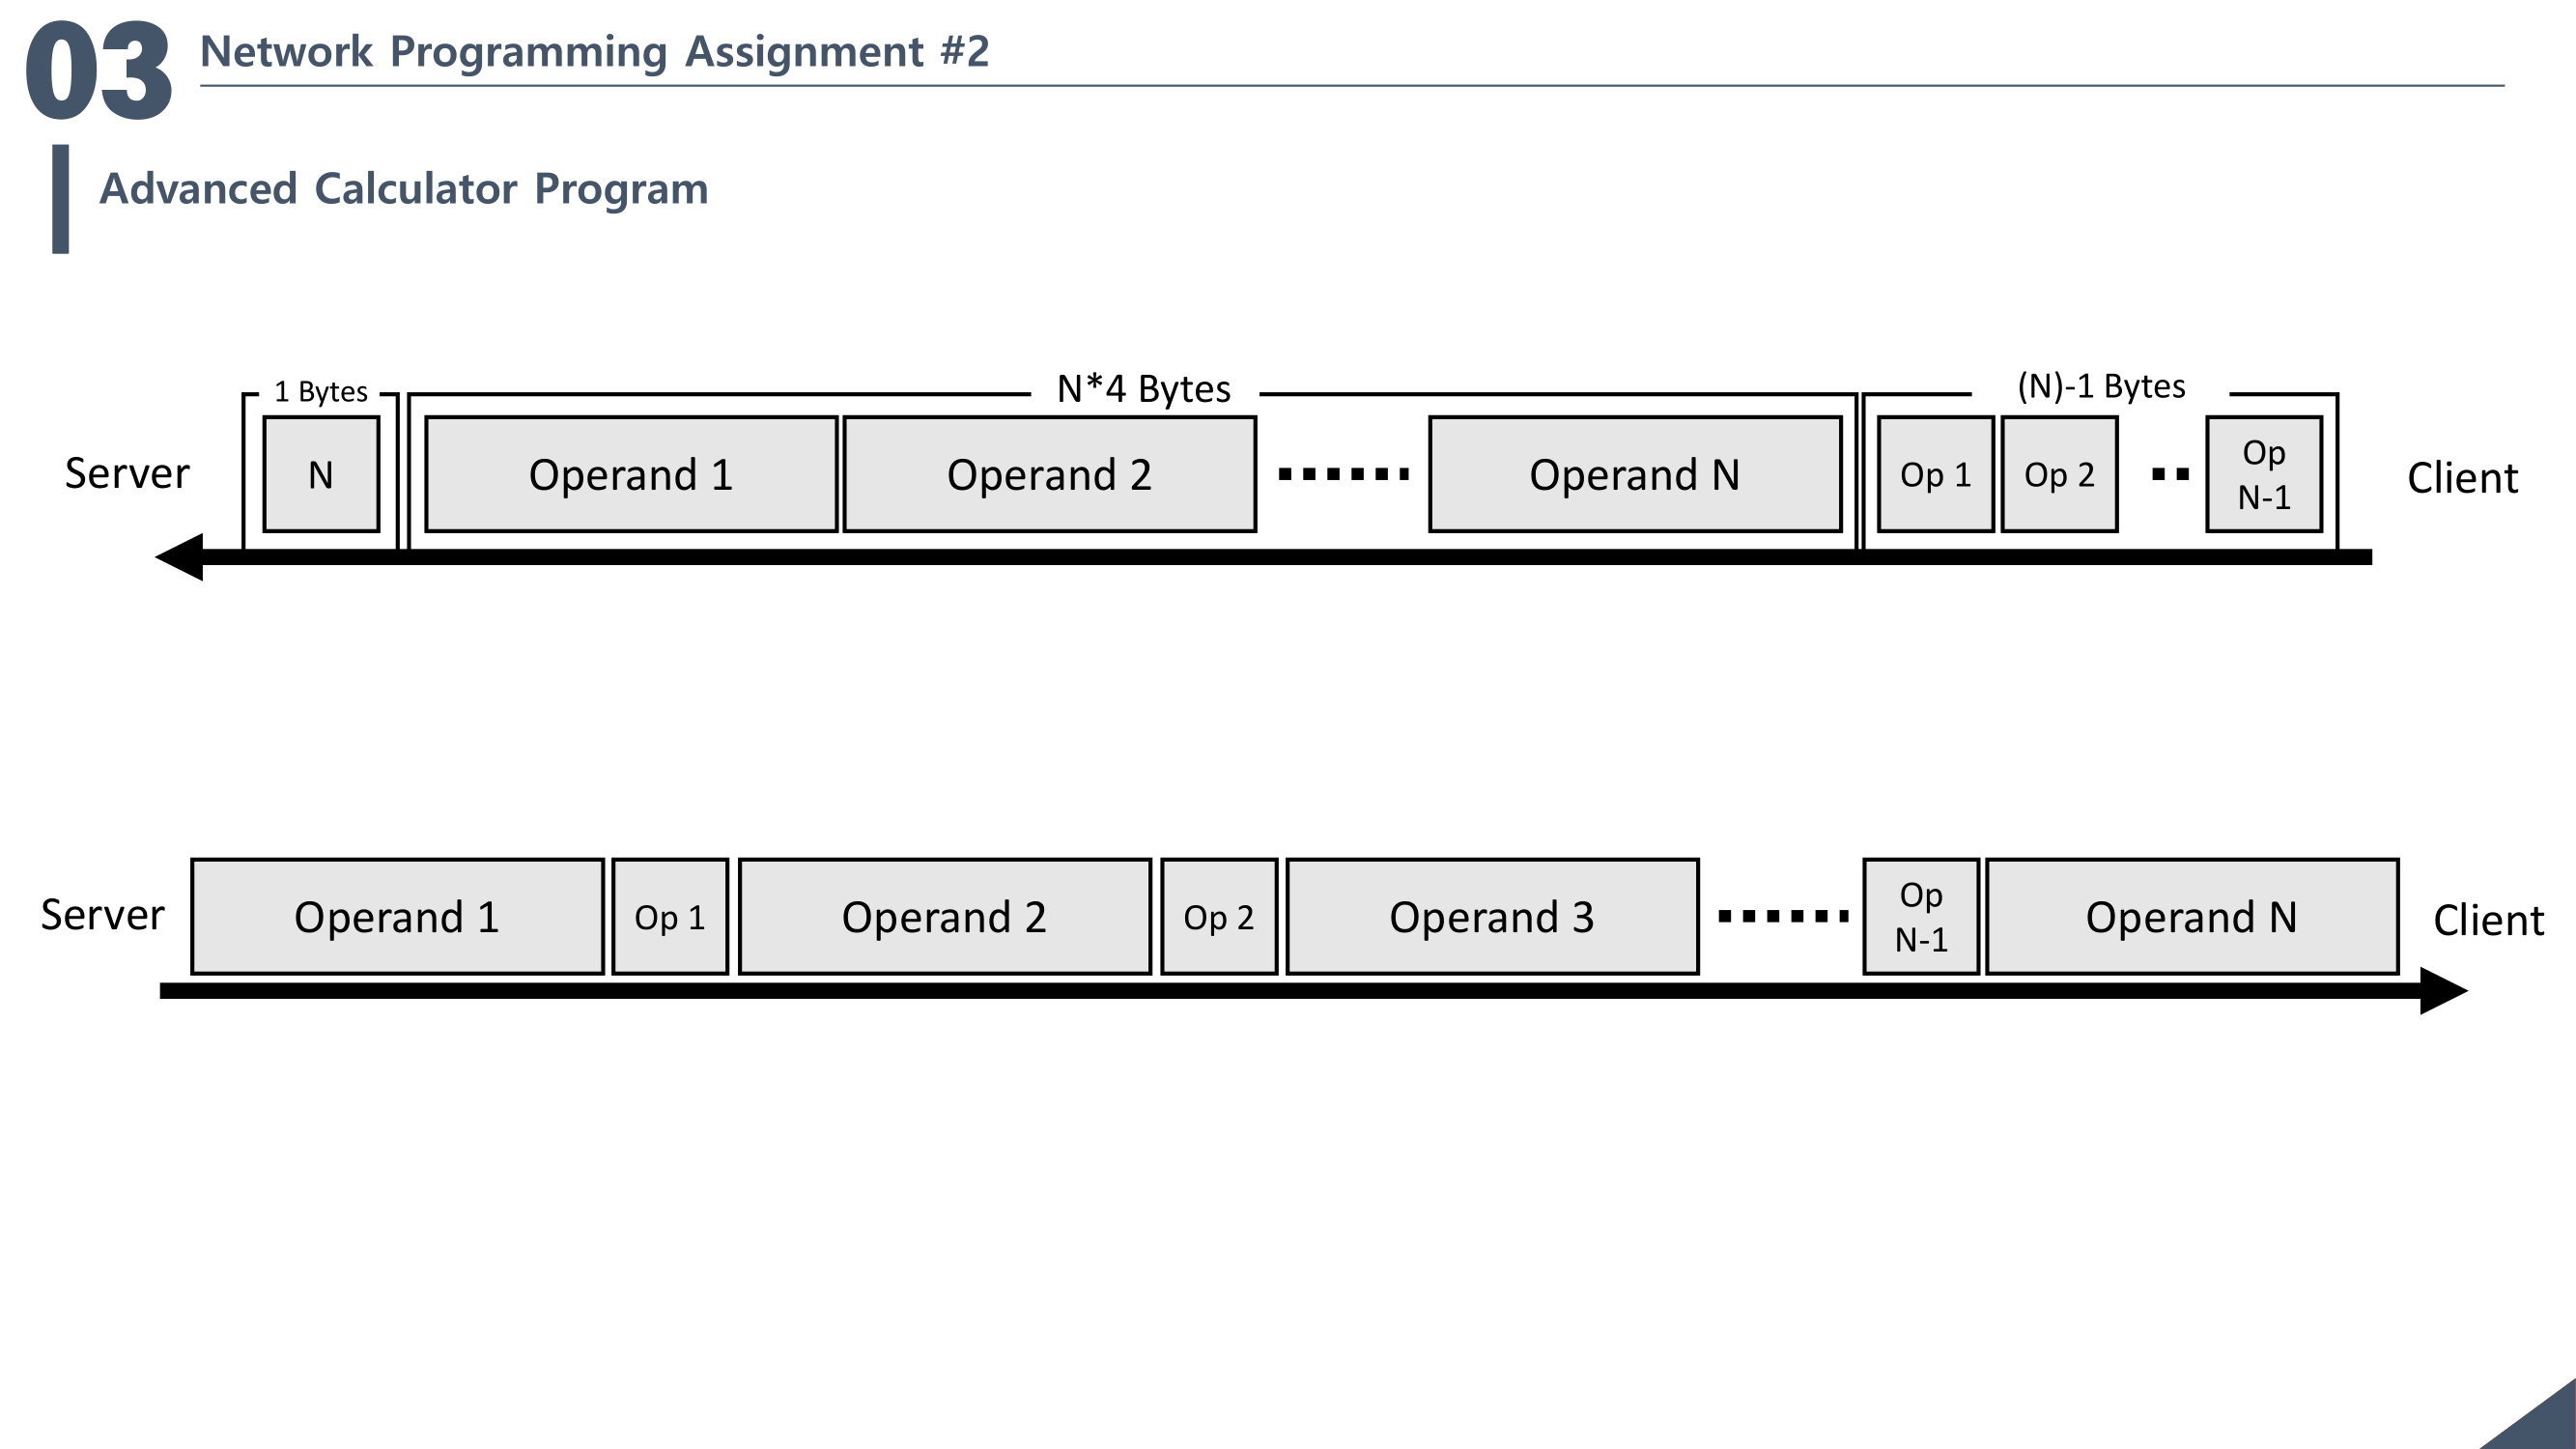 03
Network Programming Assignment #2
Advanced Calculator Program
1 Bytes
N*4 Bytes
(N)-1 Bytes
Server
N
Operand 1
Operand 2
Operand N
Op 1
Op 2
Op
N-1
Client
Server
Operand 1
Op 1
Operand 2
Op 2
Operand 3
Op
N-1
Operand N
Client